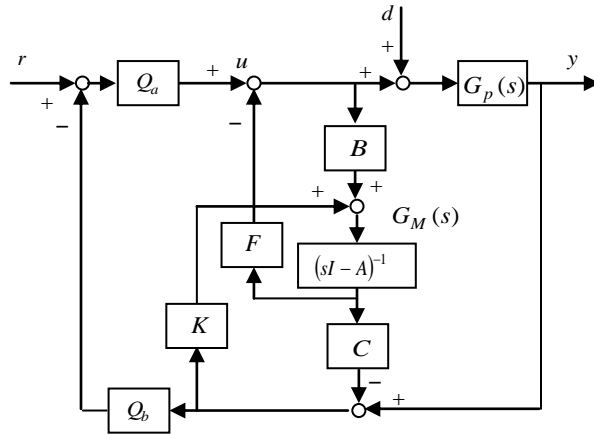 d
r + − Q_a + u − + + G_p(s) y
B
+ +
G_M(s)
F
(sI − A)^{-1}
K
C
− +
Q_b